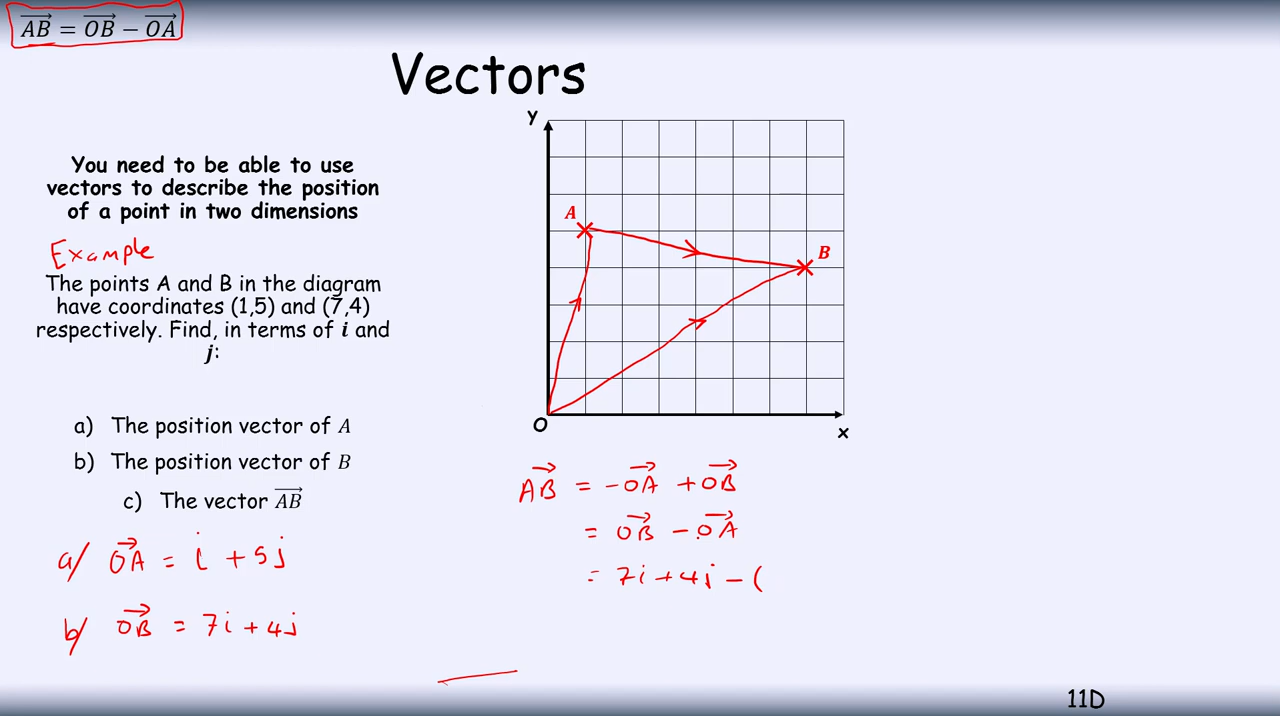 AB = OB − OA
Vectors
You need to be able to use
vectors to describe the position
of a point in two dimensions
Example
The points A and B in the diagram
have coordinates (1,5) and (7,4)
respectively. Find, in terms of i and
j:
a) The position vector of A
b) The position vector of B
c) The vector AB
a/ OA = i + 5j
b/ OB = 7i + 4j
Y
A
B
O
x
AB = -OA + OB
= OB - OA
= 7i + 4j - (
11D